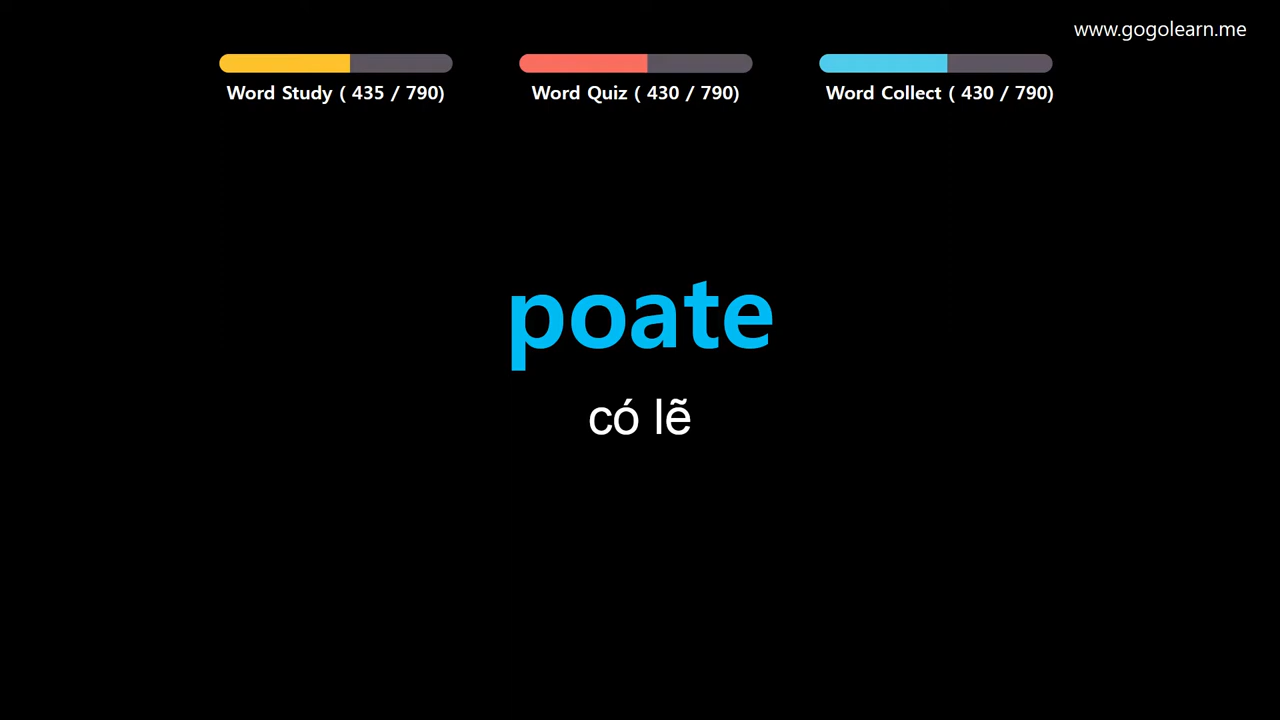 www.gogolearn.me
Word Study ( 435 / 790)
Word Quiz ( 430 / 790)
Word Collect ( 430 / 790)
poate
có lẽ